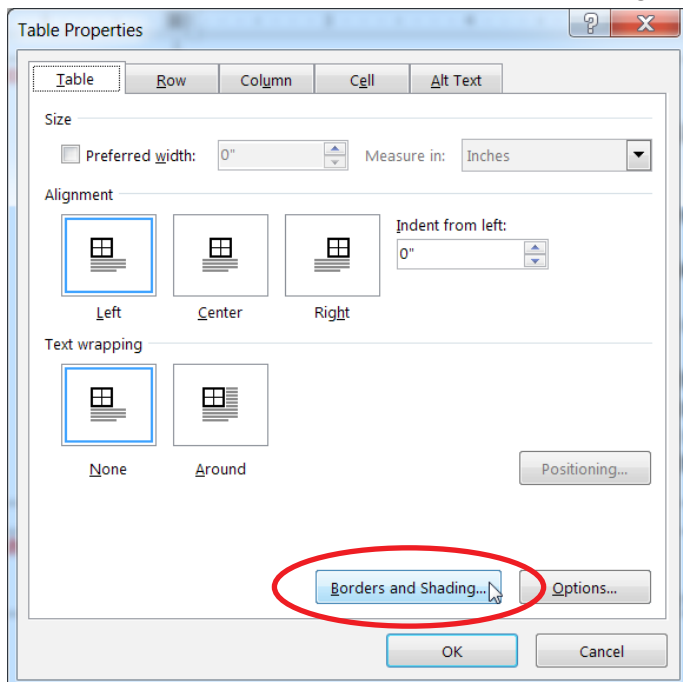 Table Properties
Table Row Column Cell Alt Text
Size
Preferred width: 0" Measure in: Inches
Alignment
Indent from left:
0"
Left Center Right
Text wrapping
None Around
Positioning...
Borders and Shading... Options...
OK Cancel